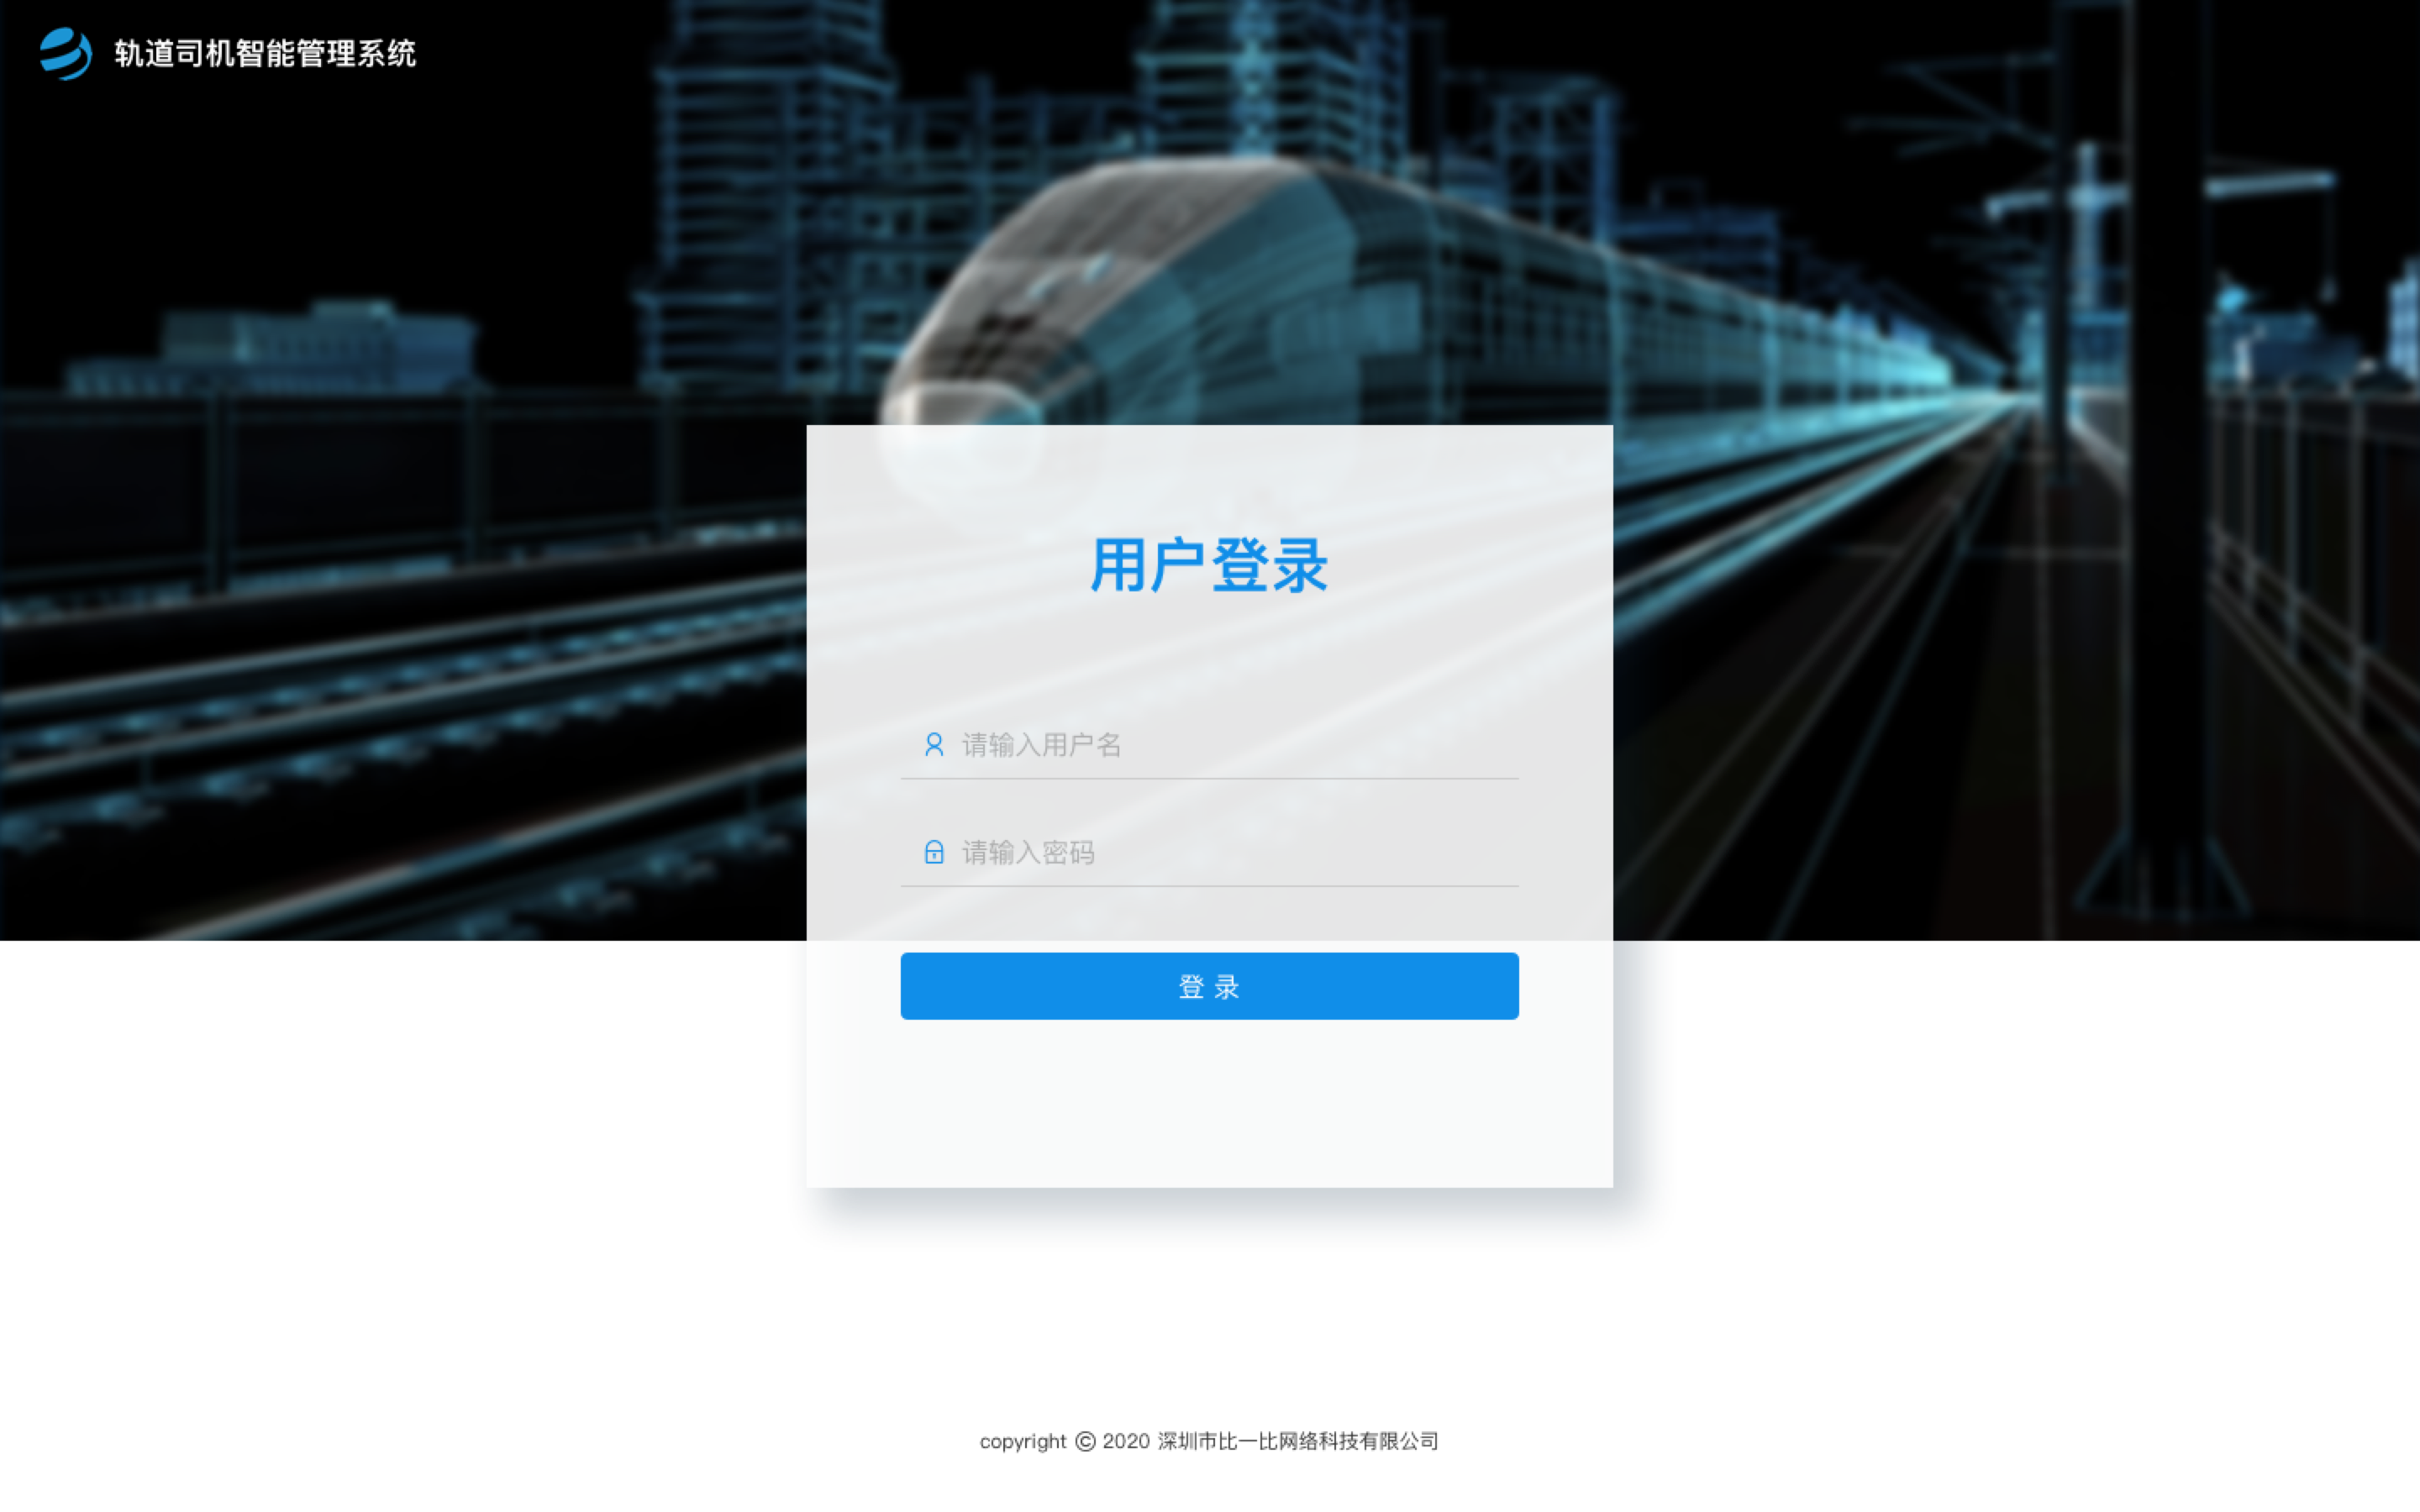 轨道司机智能管理系统
用户登录
请输入用户名
请输入密码
登 录
copyright © 2020 深圳市比一比网络科技有限公司